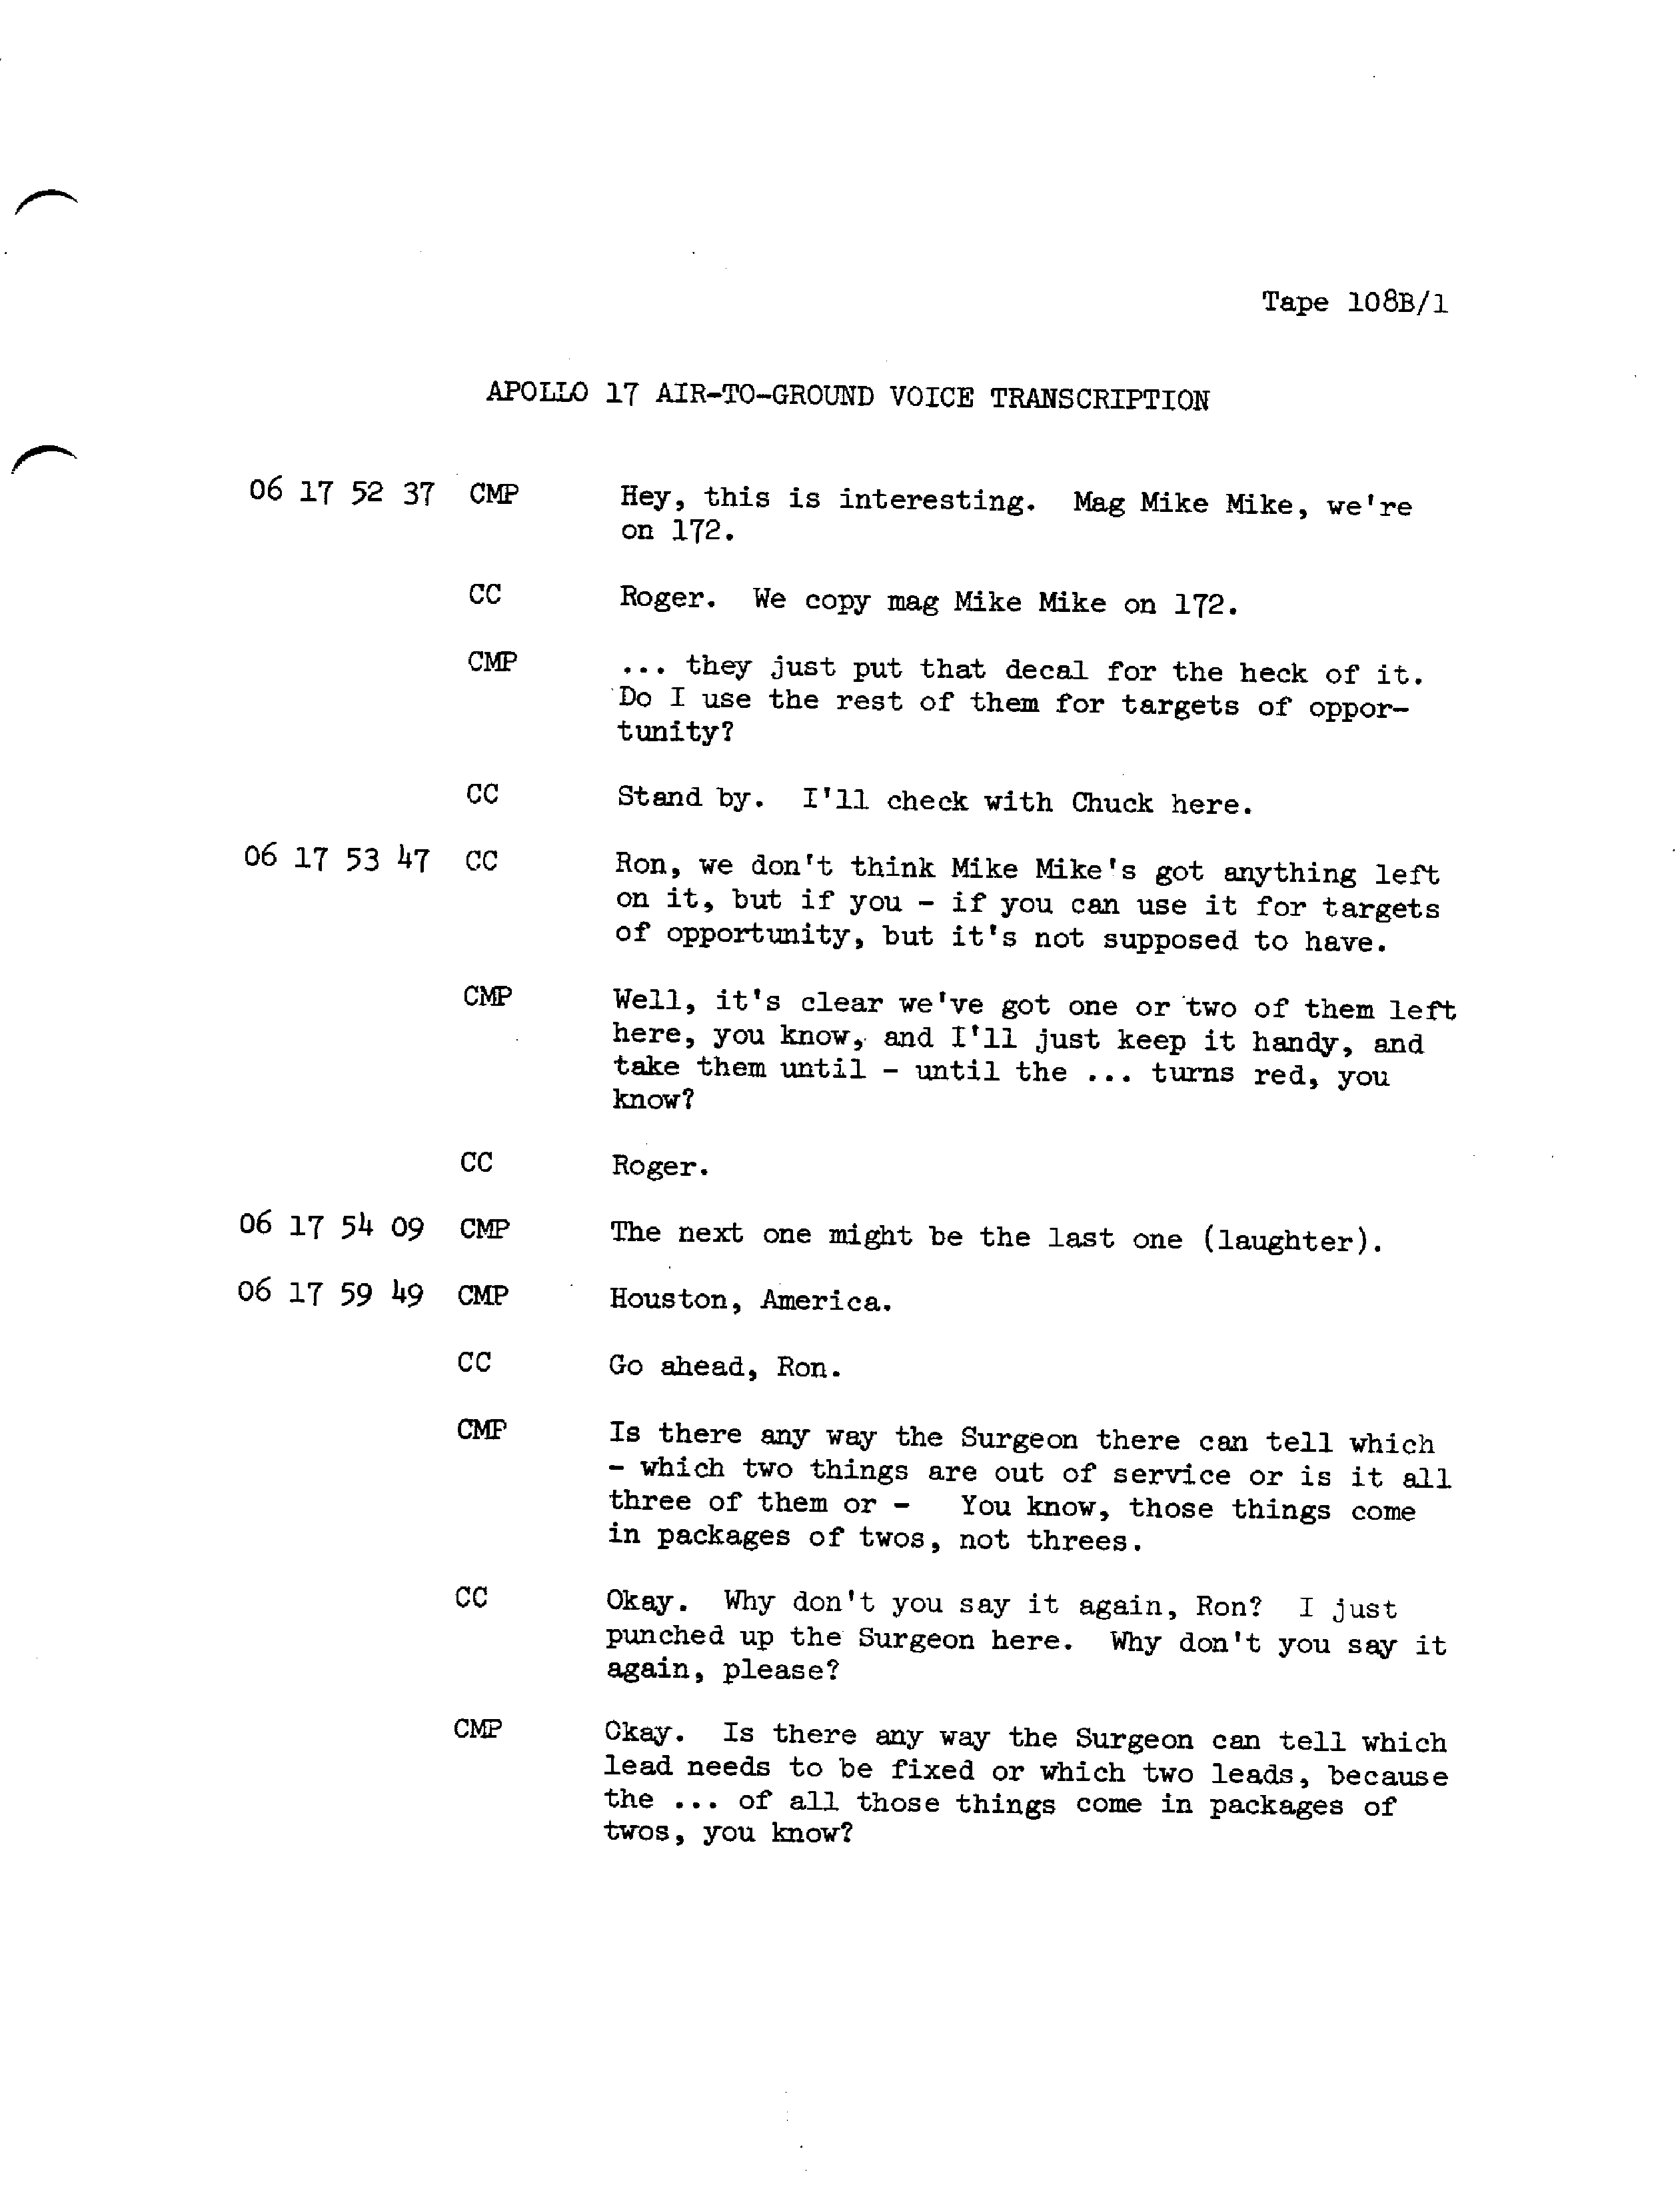 Tape 108B/1
APOLLO 17 AIR-TO-GROUND VOICE TRANSCRIPTION
06 17 52 37 CMP Hey, this is interesting. Mag Mike Mike, we're
on 172.
CC Roger. We copy mag Mike Mike on 172.
CMP ... they just put that decal for the heck of it.
Do I use the rest of them for targets of oppor-
tunity?
CC Stand by. I'll check with Chuck here.
06 17 53 47 CC Ron, we don't think Mike Mike's got anything left
on it, but if you - if you can use it for targets
of opportunity, but it's not supposed to have.
CMP Well, it's clear we've got one or two of them left
here, you know, and I'll just keep it handy, and
take them until - until the ... turns red, you
know?
CC Roger.
06 17 54 09 CMP The next one might be the last one (laughter).
06 17 59 49 CMP Houston, America.
CC Go ahead, Ron.
CMP Is there any way the Surgeon there can tell which
- which two things are out of service or is it all
three of them or - You know, those things come
in packages of twos, not threes.
CC Okay. Why don't you say it again, Ron? I just
punched up the Surgeon here. Why don't you say it
again, please?
CMP Okay. Is there any way the Surgeon can tell which
lead needs to be fixed or which two leads, because
the ... of all those things come in packages of
twos, you know?